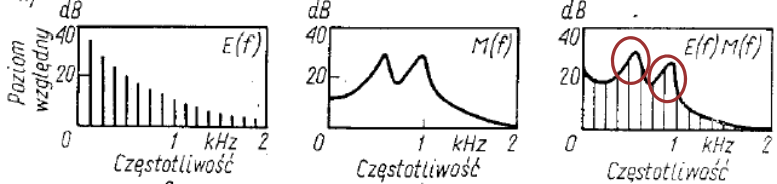 dB
40
20
0
E(f)
1
kHz
2
Częstotliwość
Poziom
względny
dB
40
20
0
M(f)
1
kHz
2
Częstotliwość
dB
40
20
0
E(f) M(f)
1
kHz
2
Częstotliwość